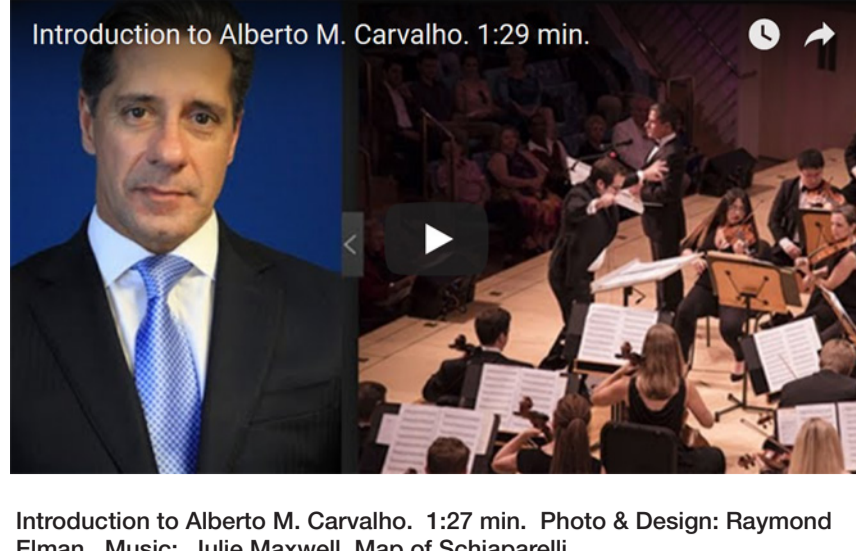 Introduction to Alberto M. Carvalho. 1:29 min.
Introduction to Alberto M. Carvalho.  1:27 min.  Photo & Design: Raymond
Elman.  Music:  Julie Maxwell, Map of Schiaparelli